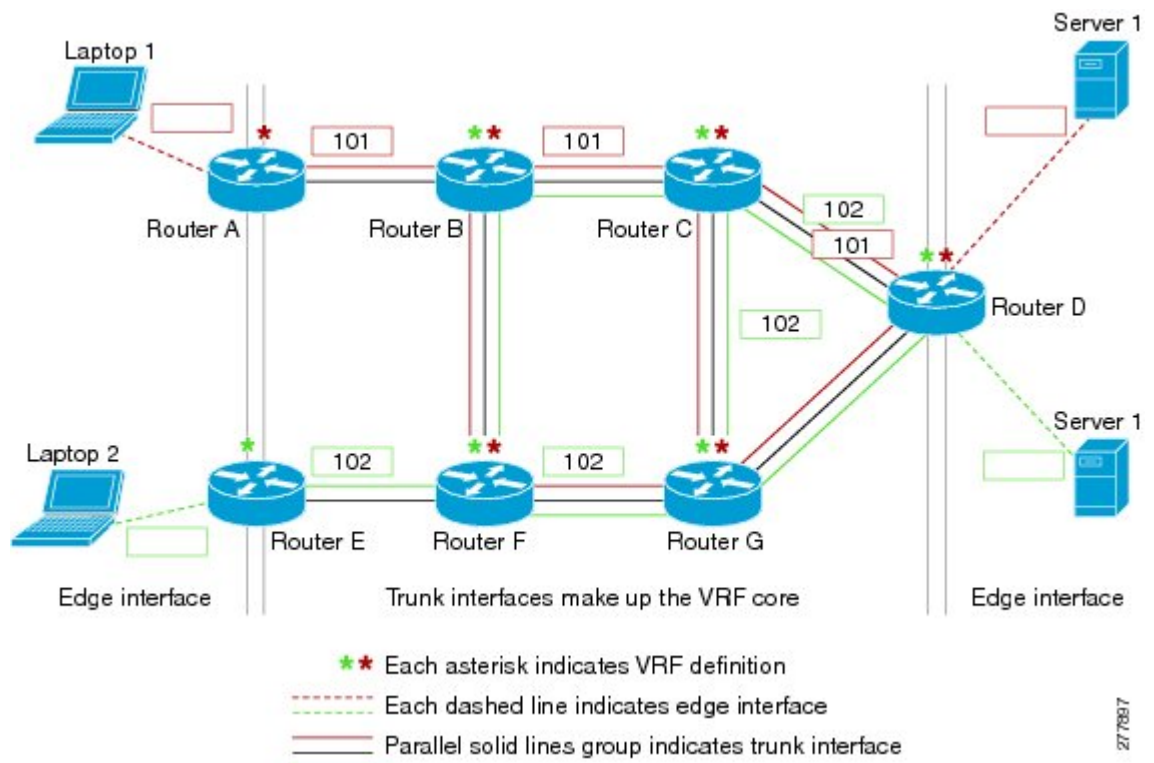 Server 1
Laptop 1
101
101
Router A
Router B
Router C
102
101
Router D
102
Server 1
Laptop 2
102
102
Router E
Router F
Router G
Edge interface
Trunk interfaces make up the VRF core
Edge interface
** Each asterisk indicates VRF definition
Each dashed line indicates edge interface
Parallel solid lines group indicates trunk interface
277897